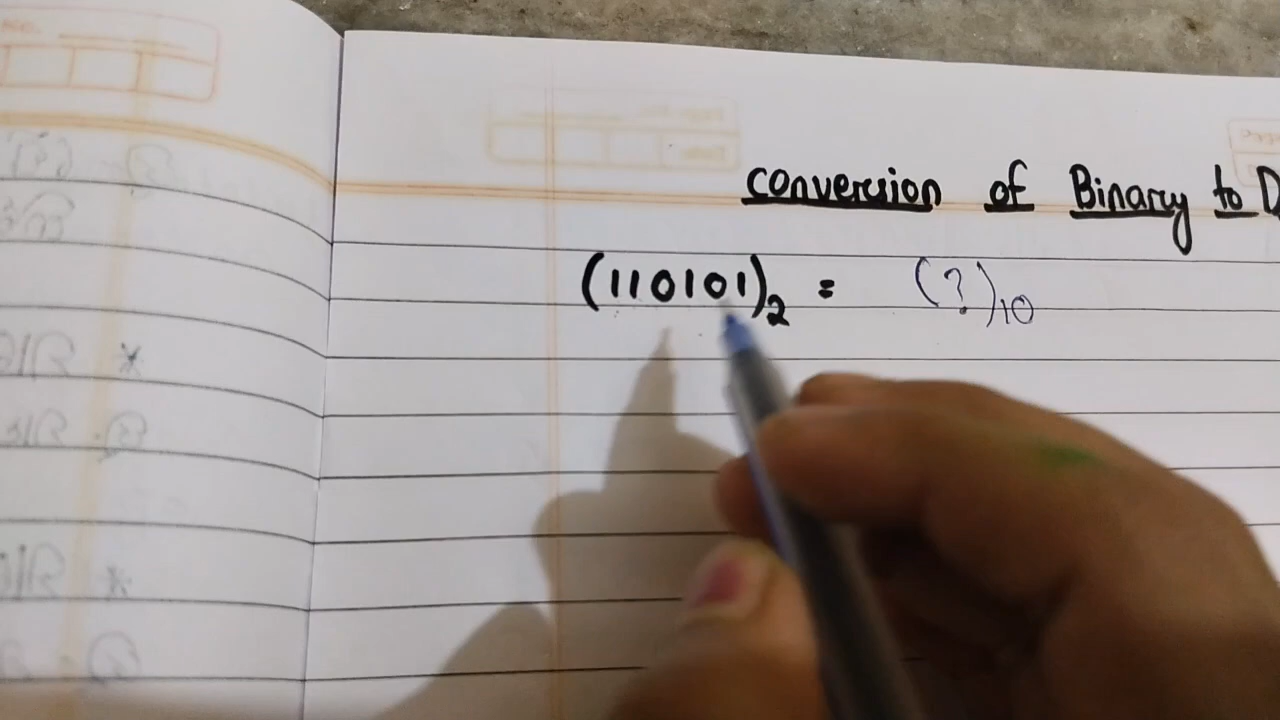 conversion of Binary to D
(110101)2 = (?)10